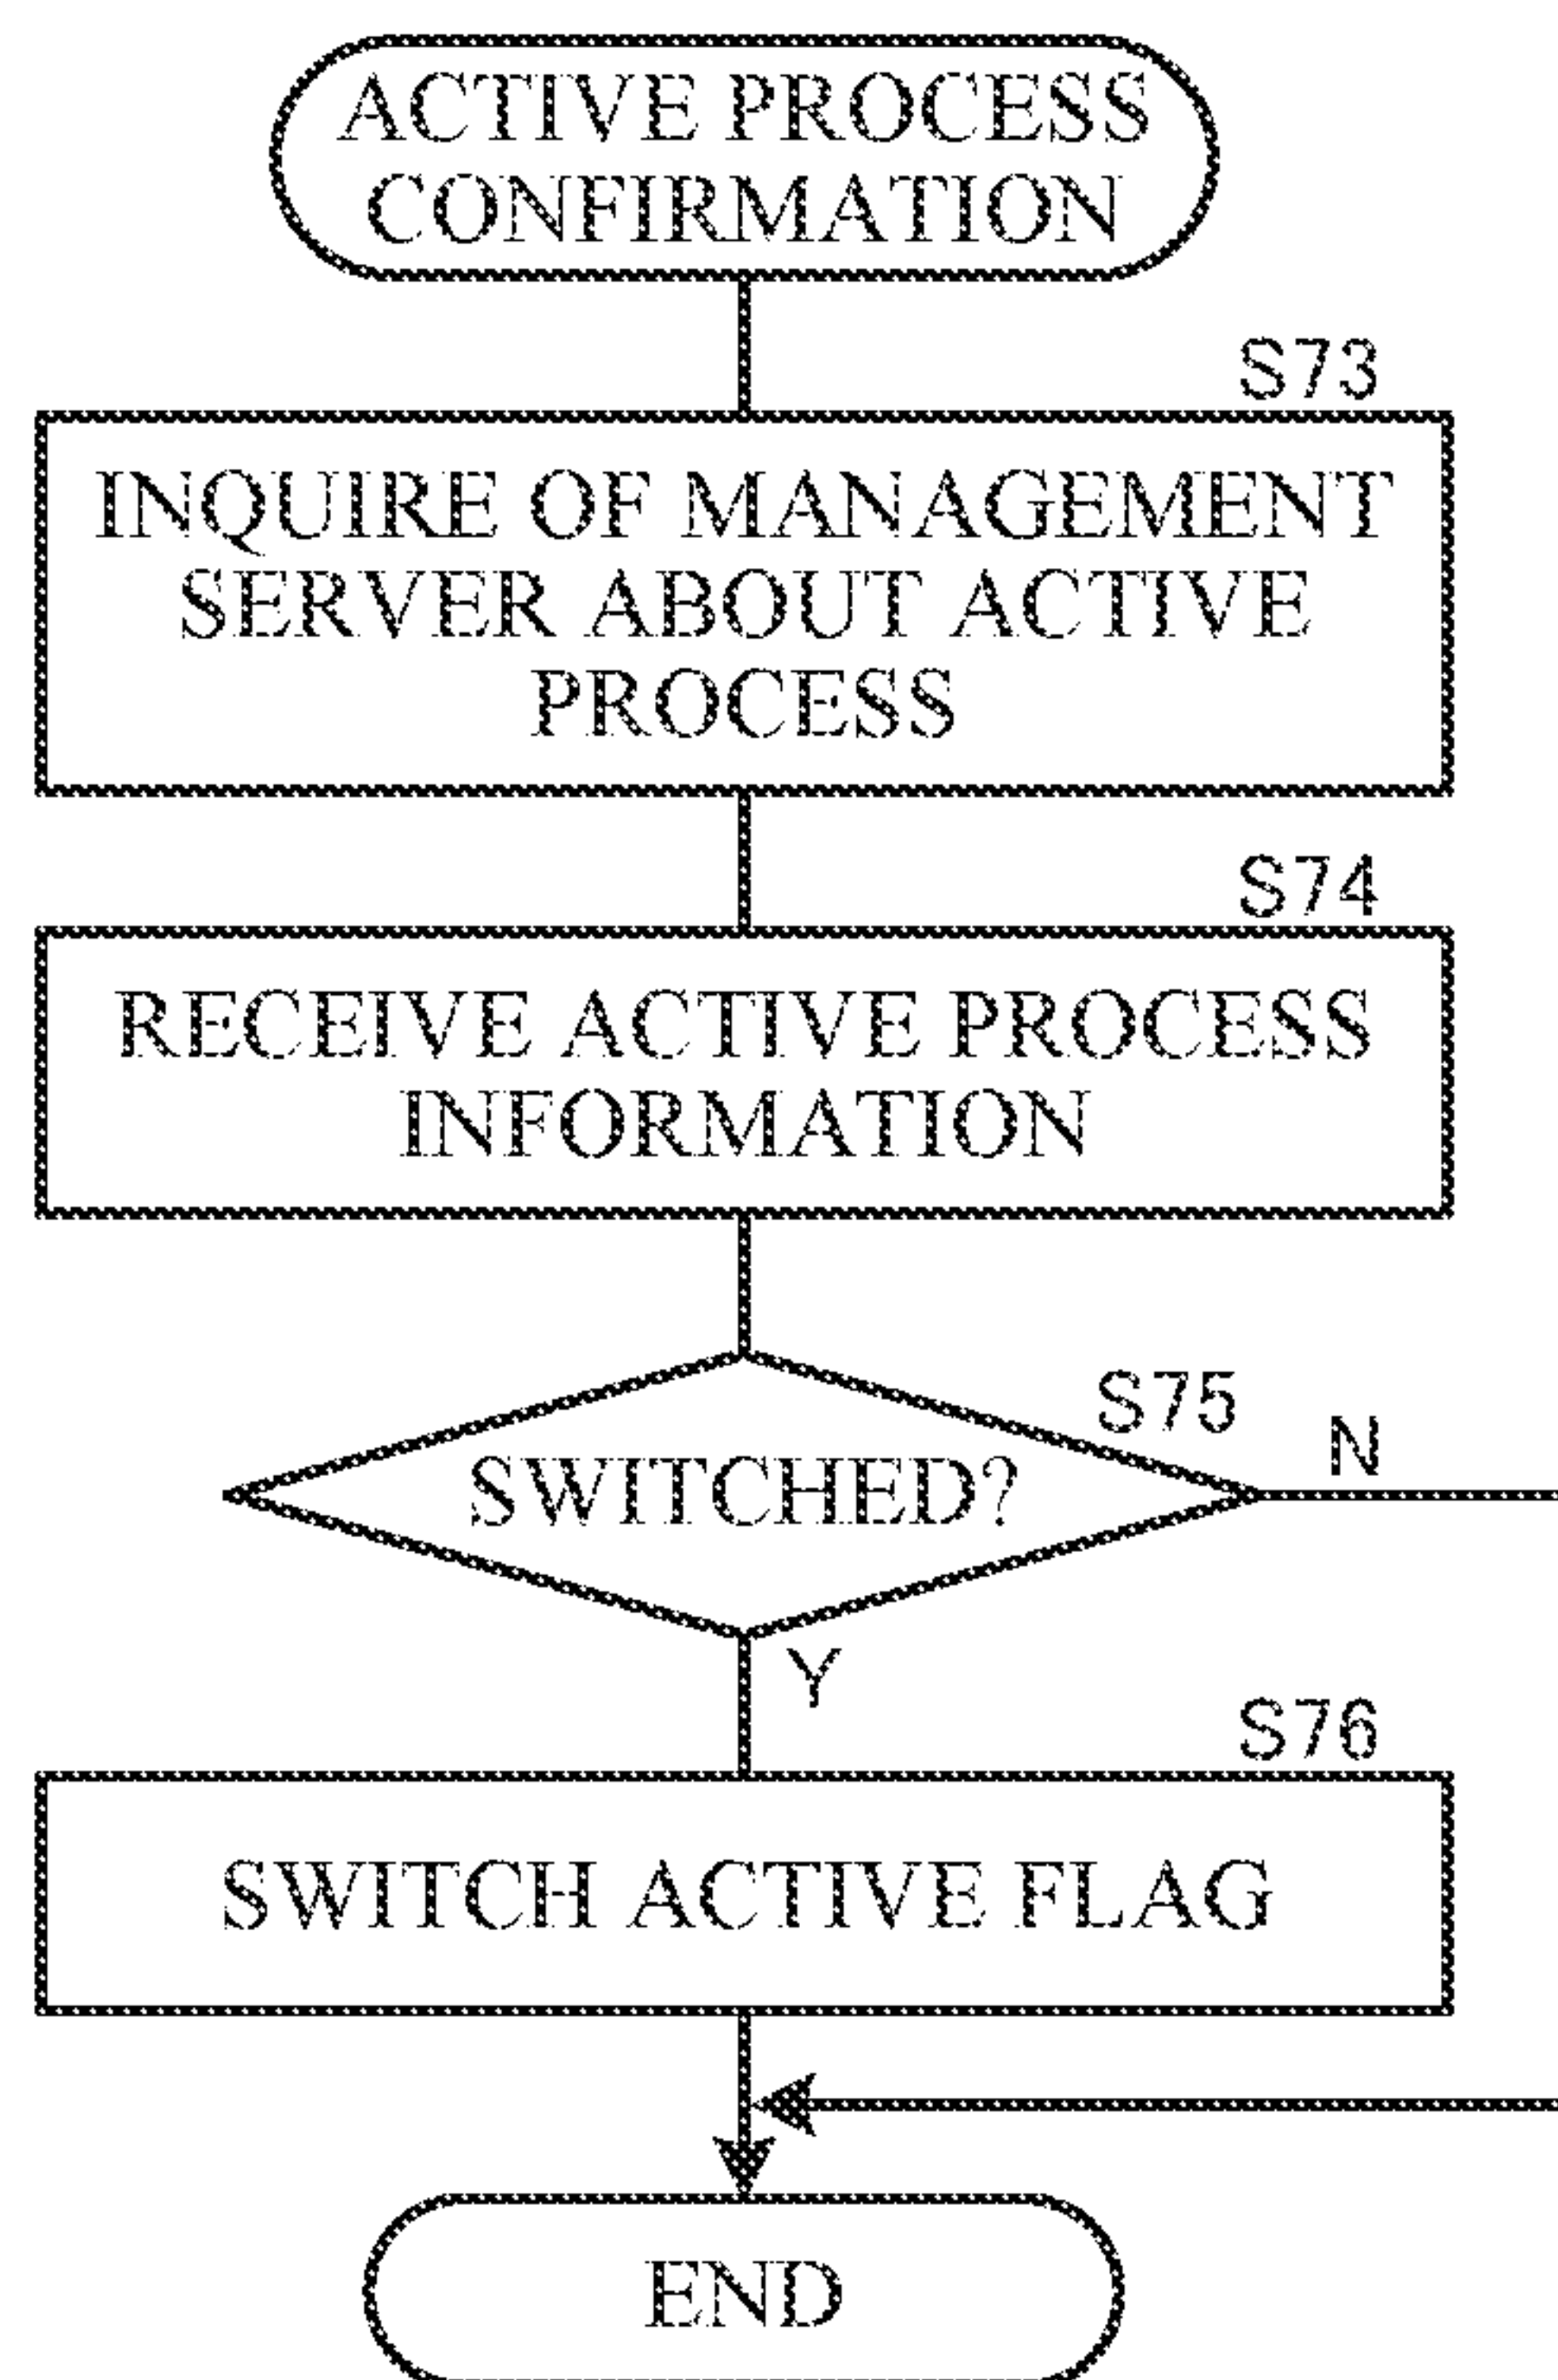 ACTIVE PROCESS
CONFIRMATION
S73
INQUIRE OF MANAGEMENT
SERVER ABOUT ACTIVE
PROCESS
S74
RECEIVE ACTIVE PROCESS
INFORMATION
S75
N
SWITCHED?
Y
S76
SWITCH ACTIVE FLAG
END